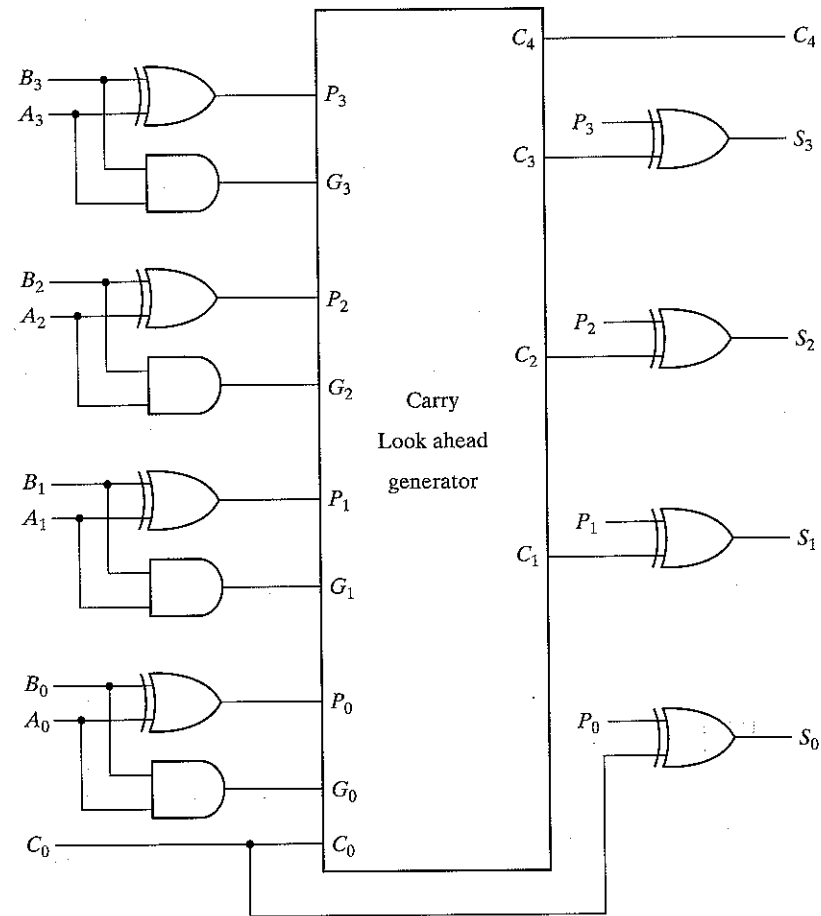 C₄ C₄
B₃
P₃ P₃
A₃
S₃
C₃
G₃
B₂
P₂ P₂
A₂
S₂
C₂
G₂
Carry
Look ahead
generator
B₁
P₁ P₁
A₁
S₁
C₁
G₁
B₀
P₀ P₀
A₀
S₀
G₀
C₀ C₀